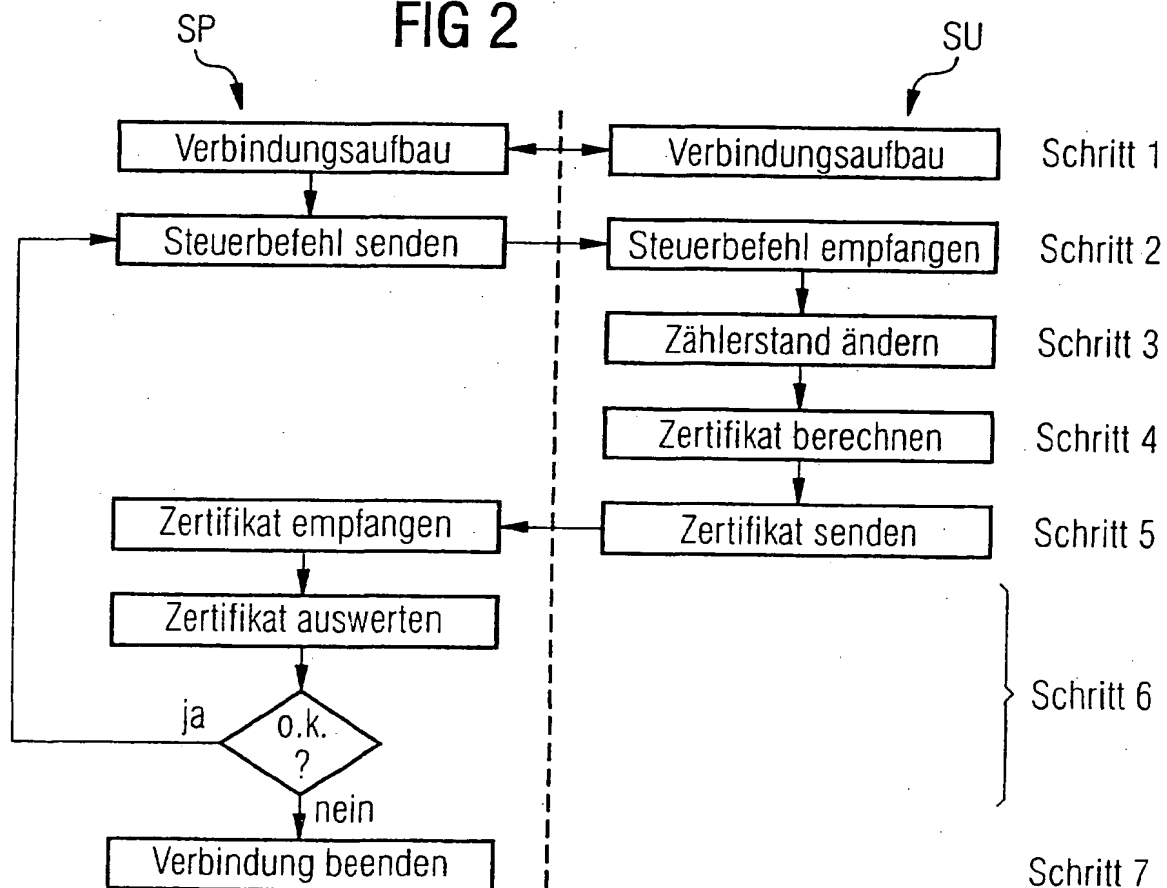 FIG 2
SP
SU
Verbindungsaufbau
Verbindungsaufbau
Schritt 1
Steuerbefehl senden
Steuerbefehl empfangen
Schritt 2
Zählerstand ändern
Schritt 3
Zertifikat berechnen
Schritt 4
Zertifikat empfangen
Zertifikat senden
Schritt 5
Zertifikat auswerten
Schritt 6
ja
o.k.
?
nein
Verbindung beenden
Schritt 7